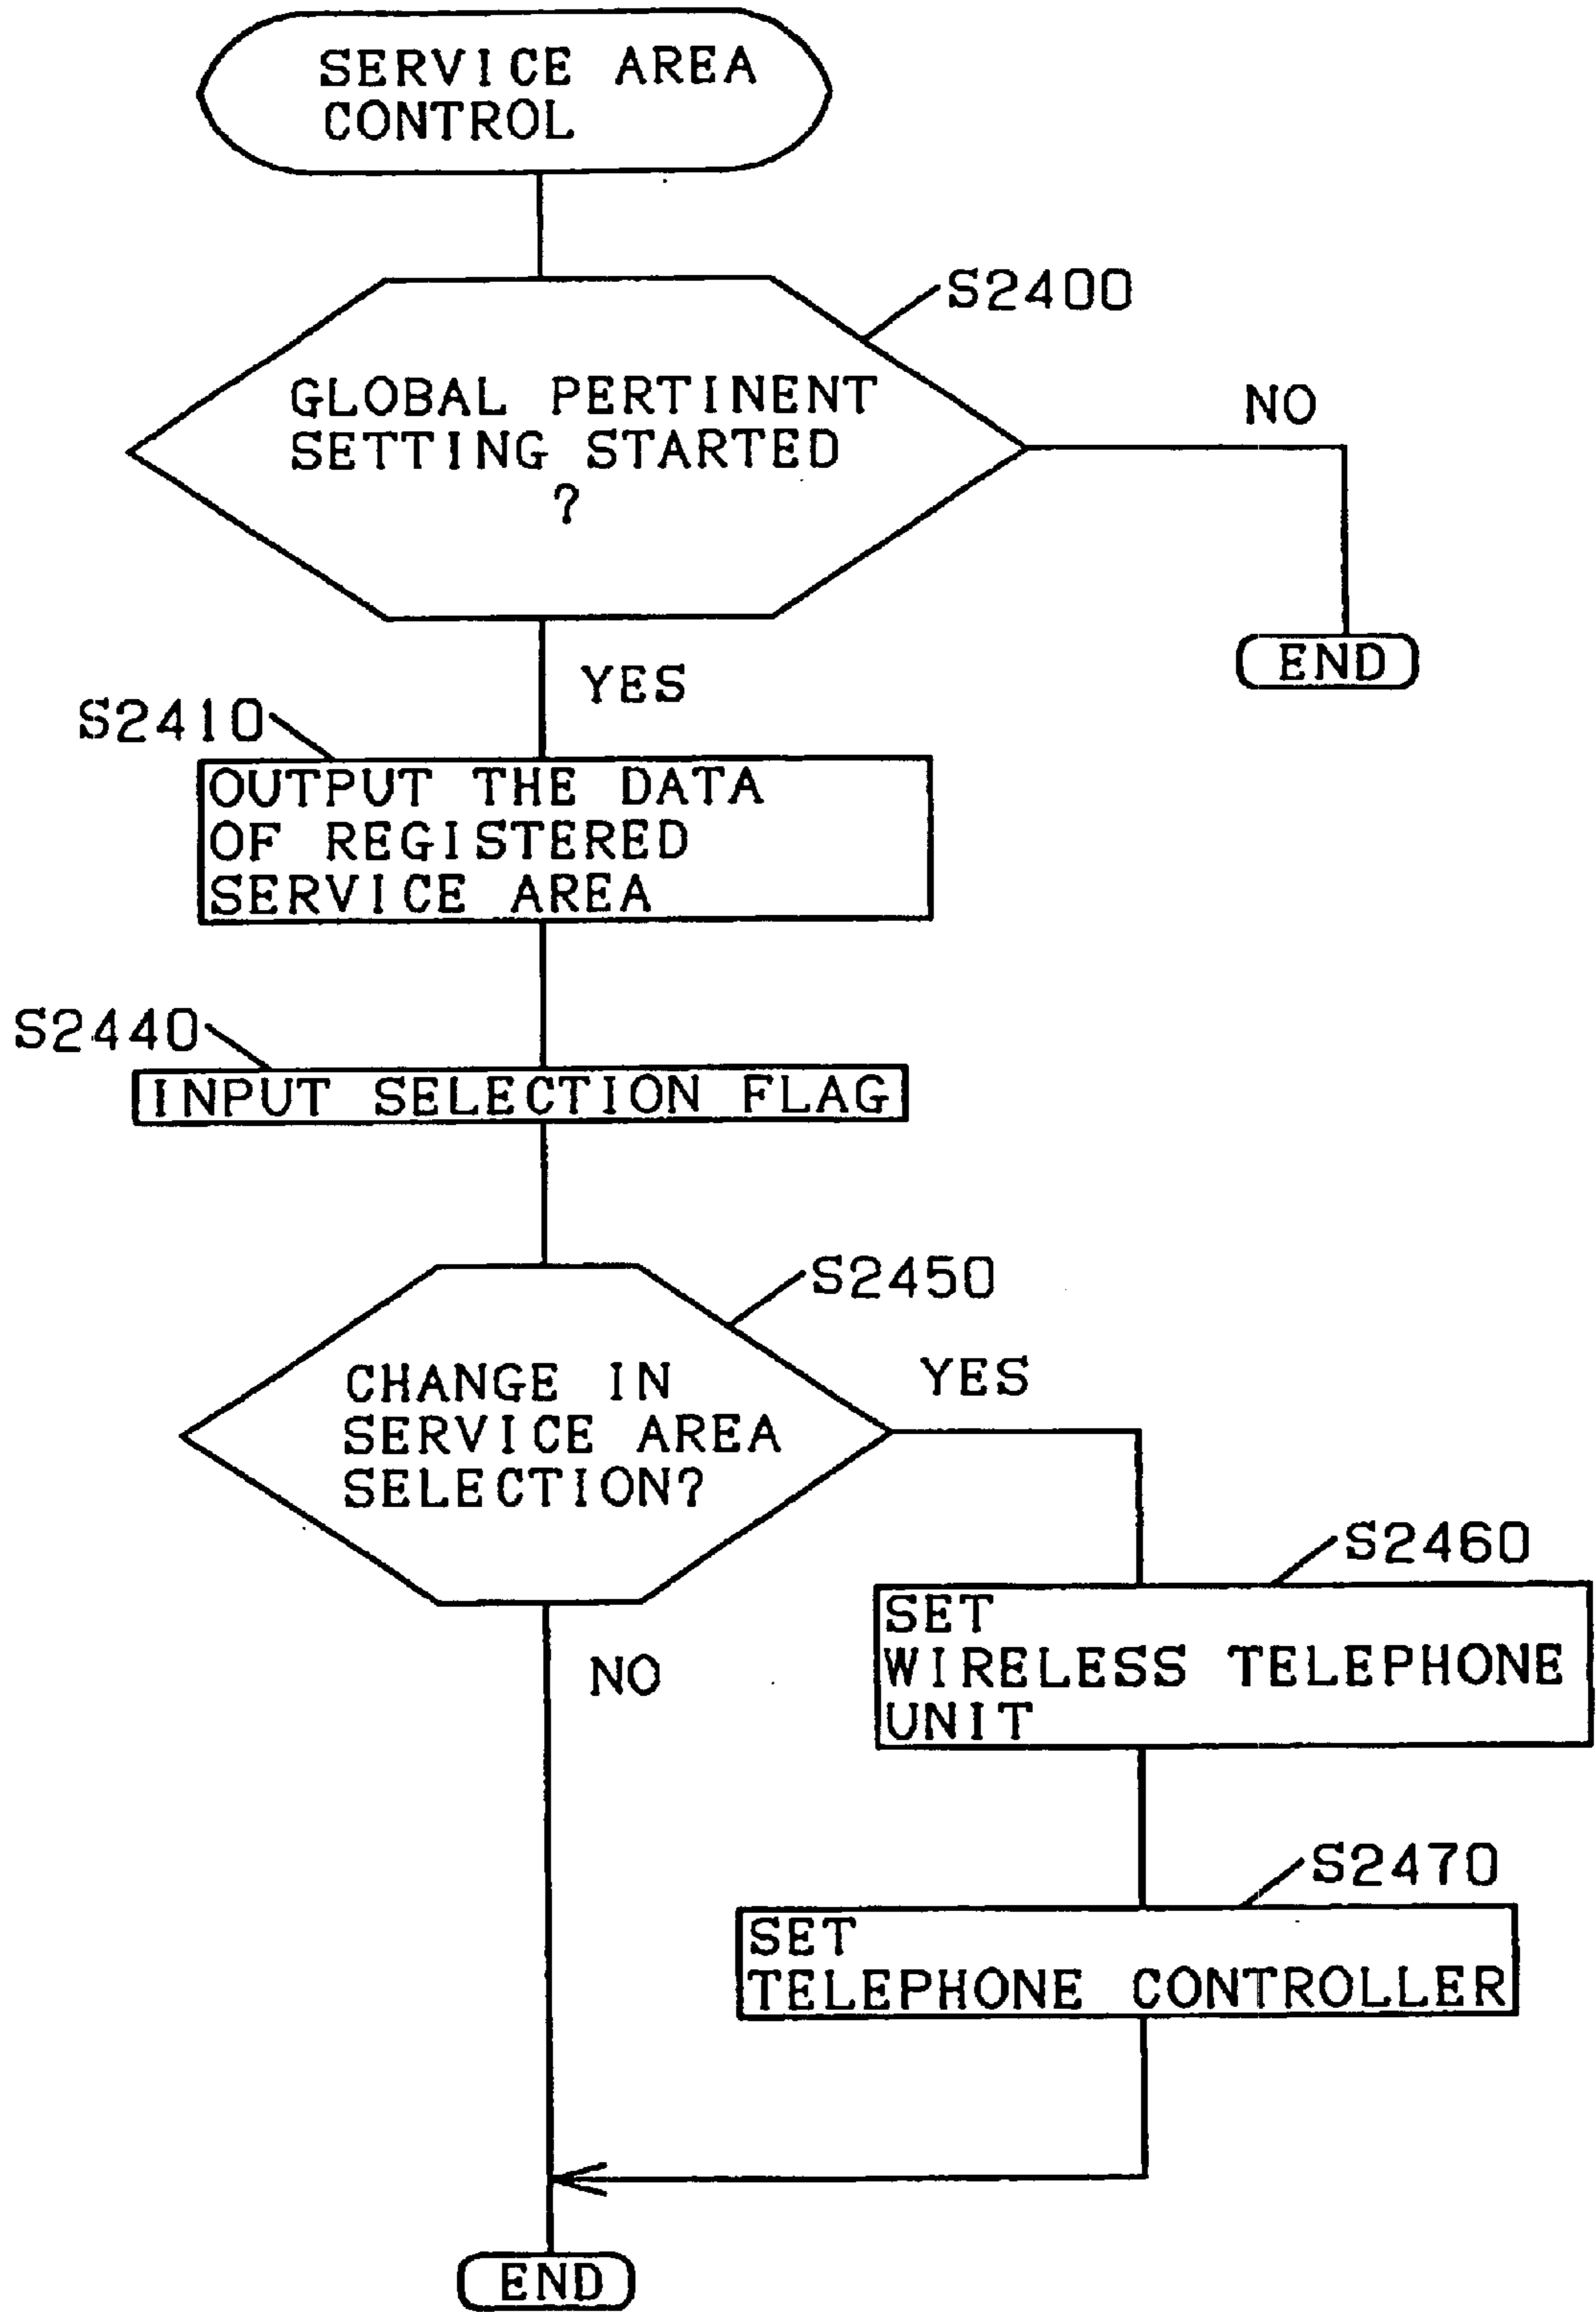 SERVICE AREA
CONTROL
S2400
GLOBAL PERTINENT
SETTING STARTED
?
NO
END
YES
S2410
OUTPUT THE DATA
OF REGISTERED
SERVICE AREA
S2440
INPUT SELECTION FLAG
S2450
CHANGE IN
SERVICE AREA
SELECTION?
YES
S2460
SET
WIRELESS TELEPHONE
UNIT
NO
S2470
SET
TELEPHONE CONTROLLER
END